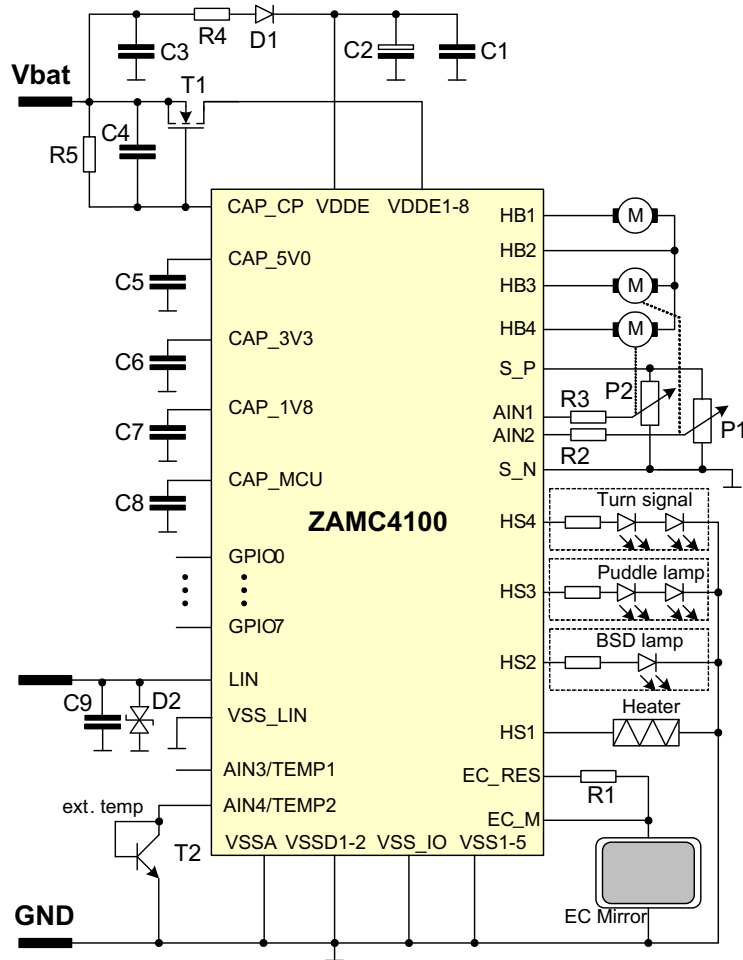 R4
D1
C3
C2
C1
Vbat
T1
C4
R5
CAP_CP VDDE VDDE1-8
HB1
M
HB2
CAP_5V0
C5
HB3
M
HB4
M
CAP_3V3
C6
S_P
P2
R3
AIN1
P1
CAP_1V8
C7
AIN2
R2
S_N
CAP_MCU
C8
ZAMC4100
Turn signal
HS4
GPIO0
Puddle lamp
HS3
GPIO7
BSD lamp
HS2
LIN
C9
D2
VSS_LIN
Heater
HS1
AIN3/TEMP1
EC_RES
R1
ext. temp
AIN4/TEMP2
EC_M
T2
VSSA VSSD1-2 VSS_IO VSS1-5
GND
EC Mirror